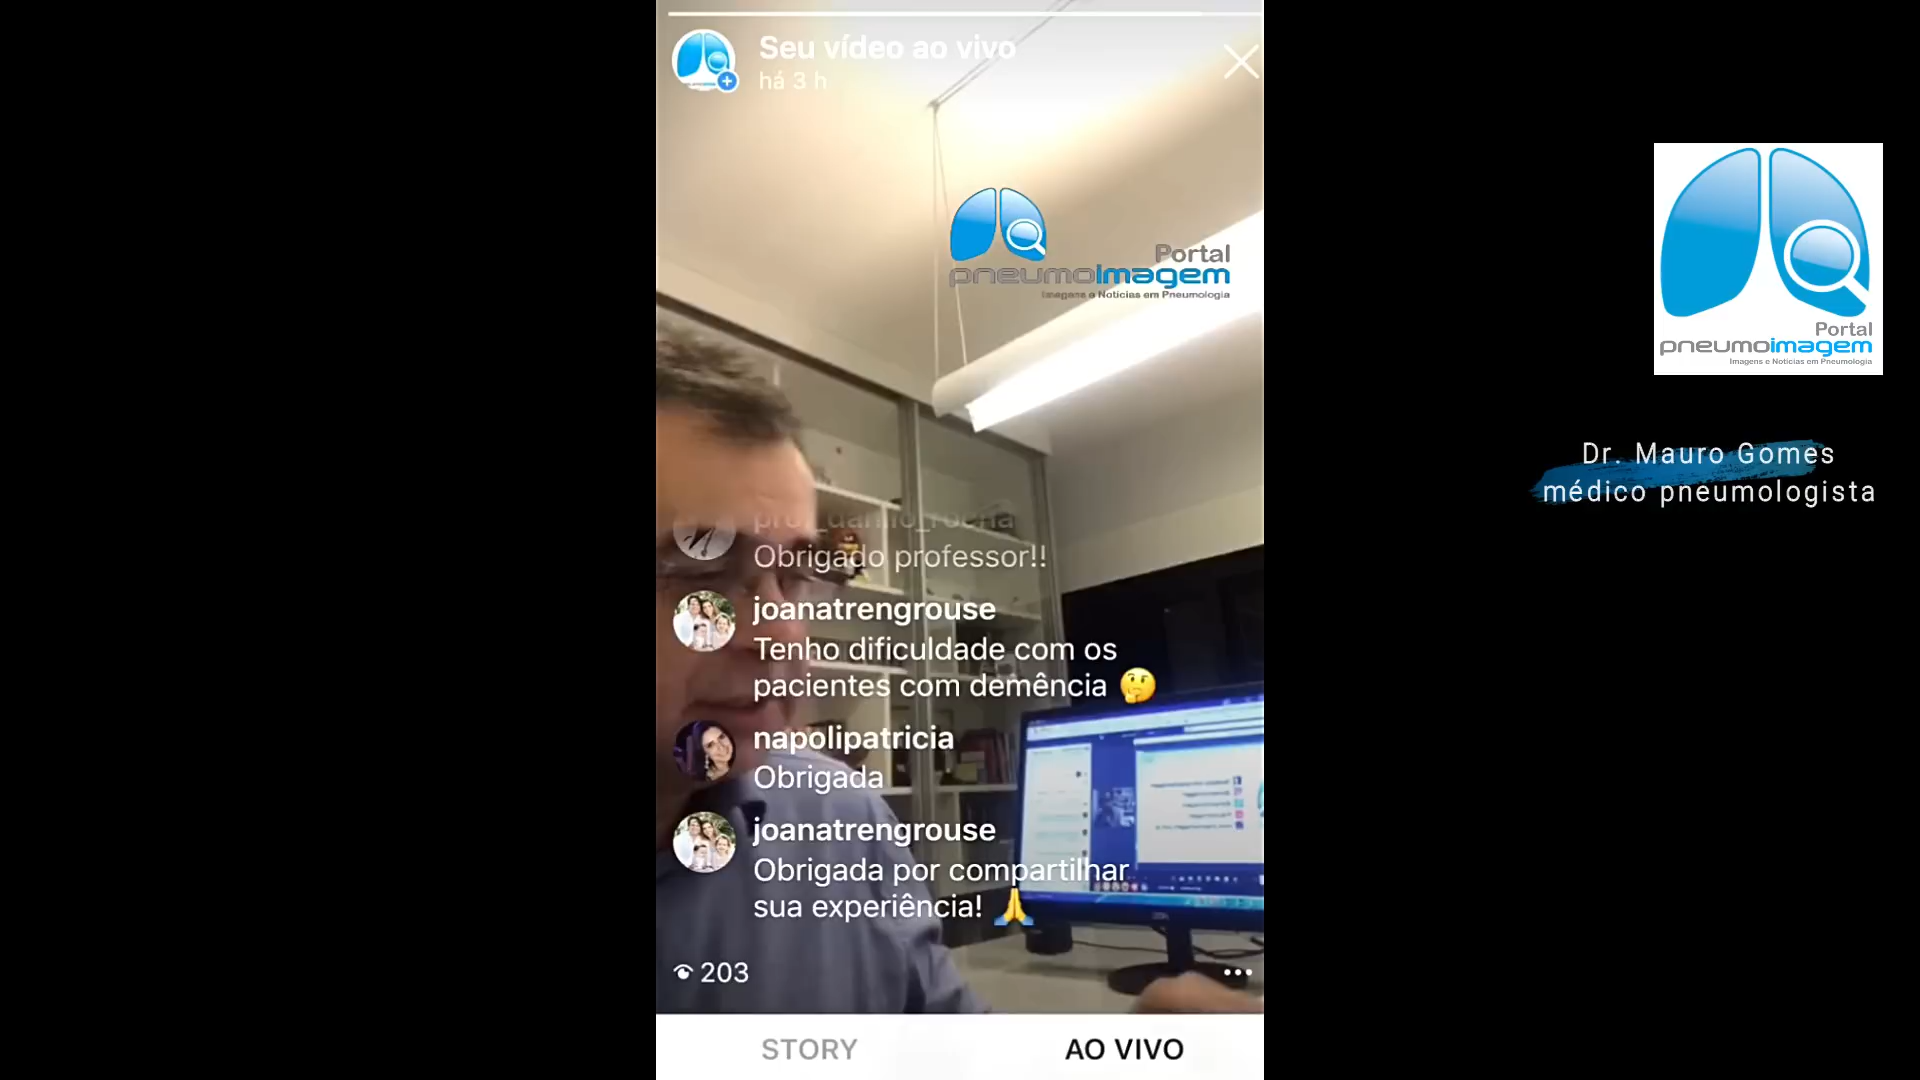 Seu vídeo ao vivo
há 3 h
Portal
pneumoimagem
Imagens e Notícias em Pneumologia
prof_danilo_rocha
Obrigado professor!!
joanatrengrouse
Tenho dificuldade com os
pacientes com demência 🤔
napolipatricia
Obrigada
joanatrengrouse
Obrigada por compartilhar
sua experiência! 🙏
203
STORY
AO VIVO
Portal
pneumoimagem
Imagens e Notícias em Pneumologia
Dr. Mauro Gomes
médico pneumologista